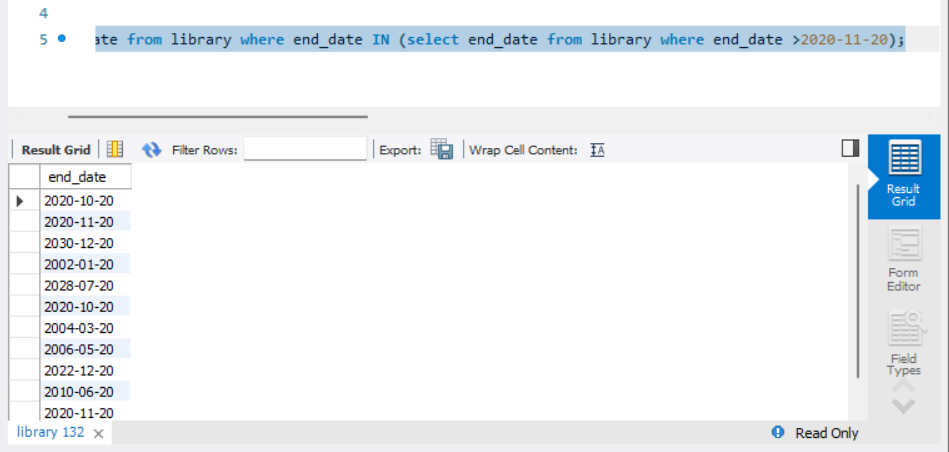 4
5 ate from library where end_date IN (select end_date from library where end_date >2020-11-20);
Result Grid Filter Rows: Export: Wrap Cell Content:
end_date
2020-10-20
2020-11-20
2030-12-20
2002-01-20
2028-07-20
2020-10-20
2004-03-20
2006-05-20
2022-12-20
2010-06-20
2020-11-20
Result
Grid
Form
Editor
Field
Types
library 132
Read Only